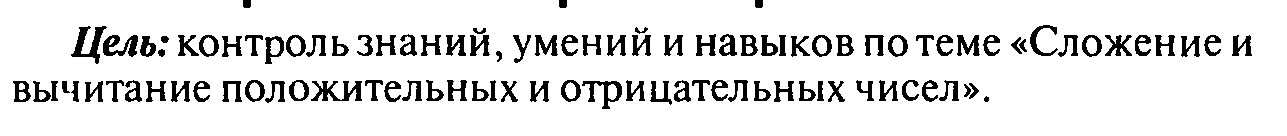 Цель: контроль знаний, умений и навыков по теме «Сложение и
вычитание положительных и отрицательных чисел».